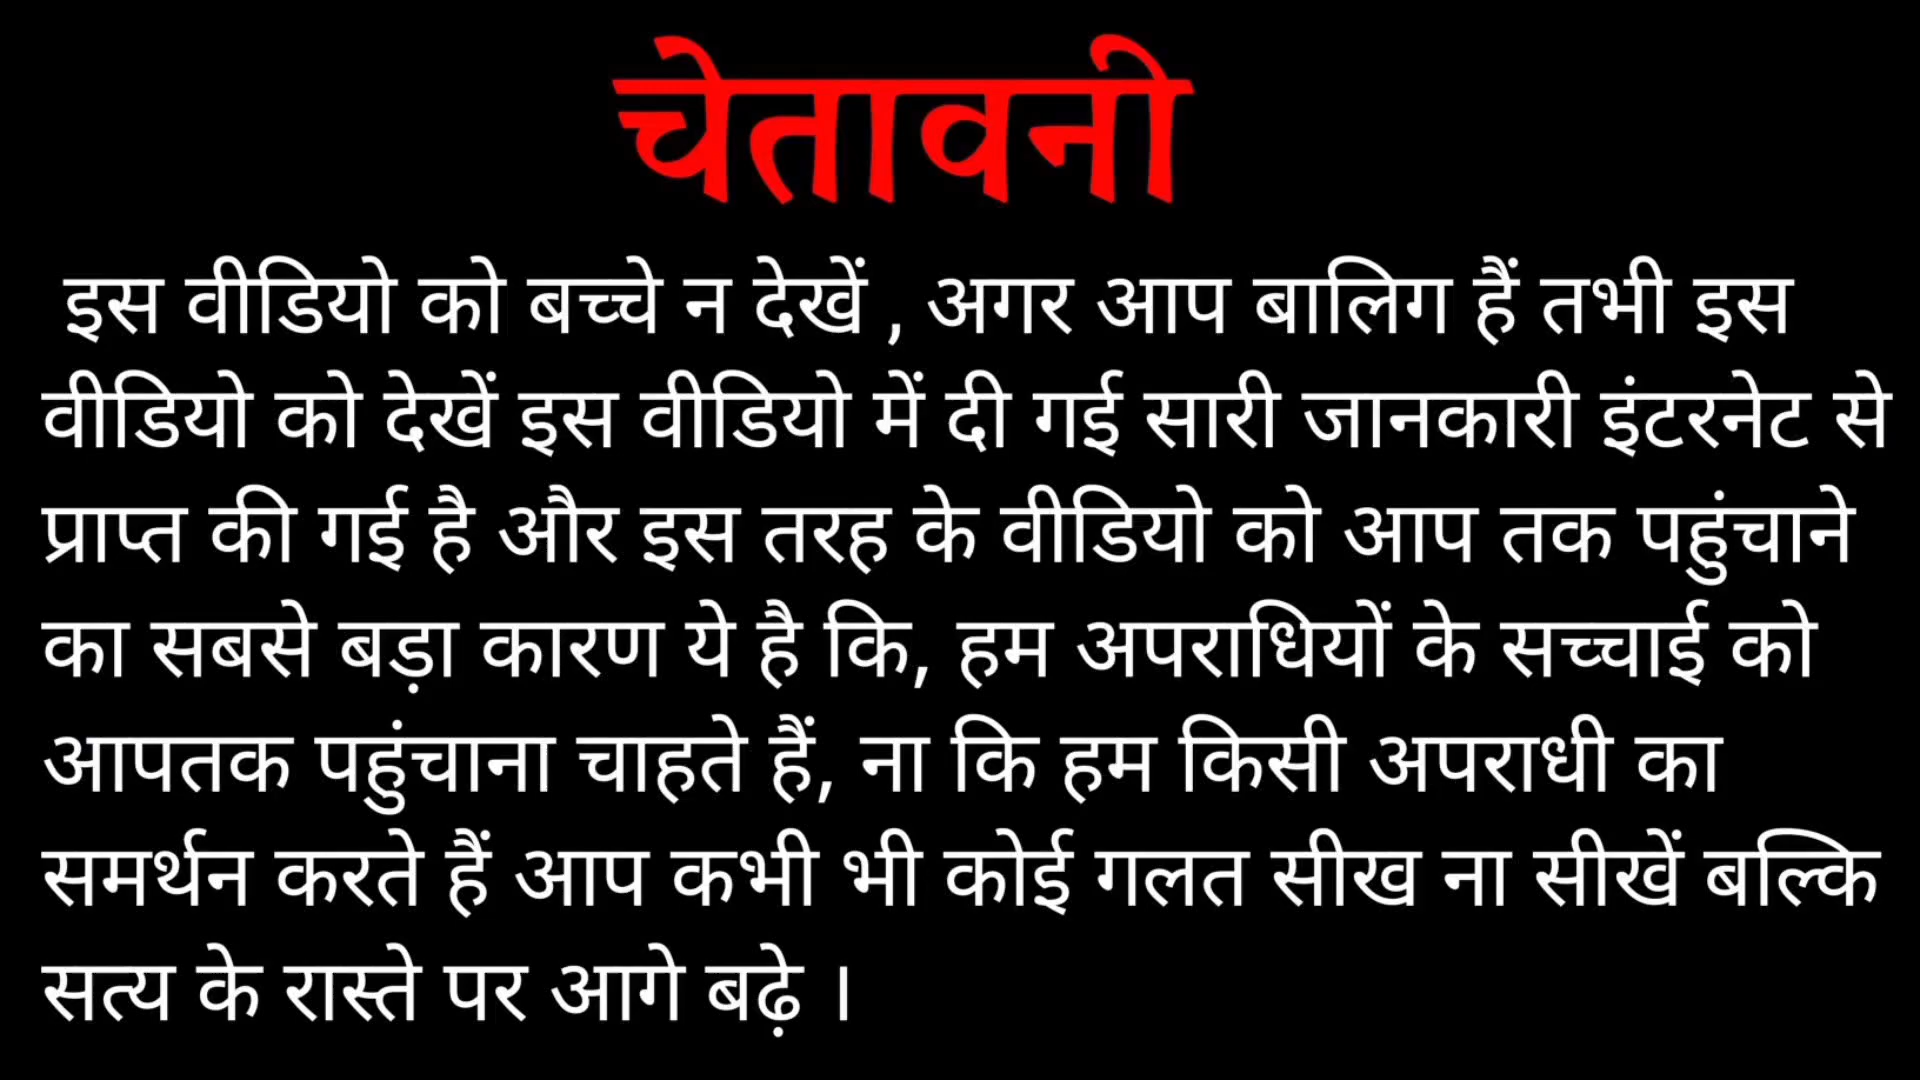 चेतावनी
इस वीडियो को बच्चे न देखें , अगर आप बालिग हैं तभी इस
वीडियो को देखें इस वीडियो में दी गई सारी जानकारी इंटरनेट से
प्राप्त की गई है और इस तरह के वीडियो को आप तक पहुंचाने
का सबसे बड़ा कारण ये है कि, हम अपराधियों के सच्चाई को
आपतक पहुंचाना चाहते हैं, ना कि हम किसी अपराधी का
समर्थन करते हैं आप कभी भी कोई गलत सीख ना सीखें बल्कि
सत्य के रास्ते पर आगे बढ़े ।